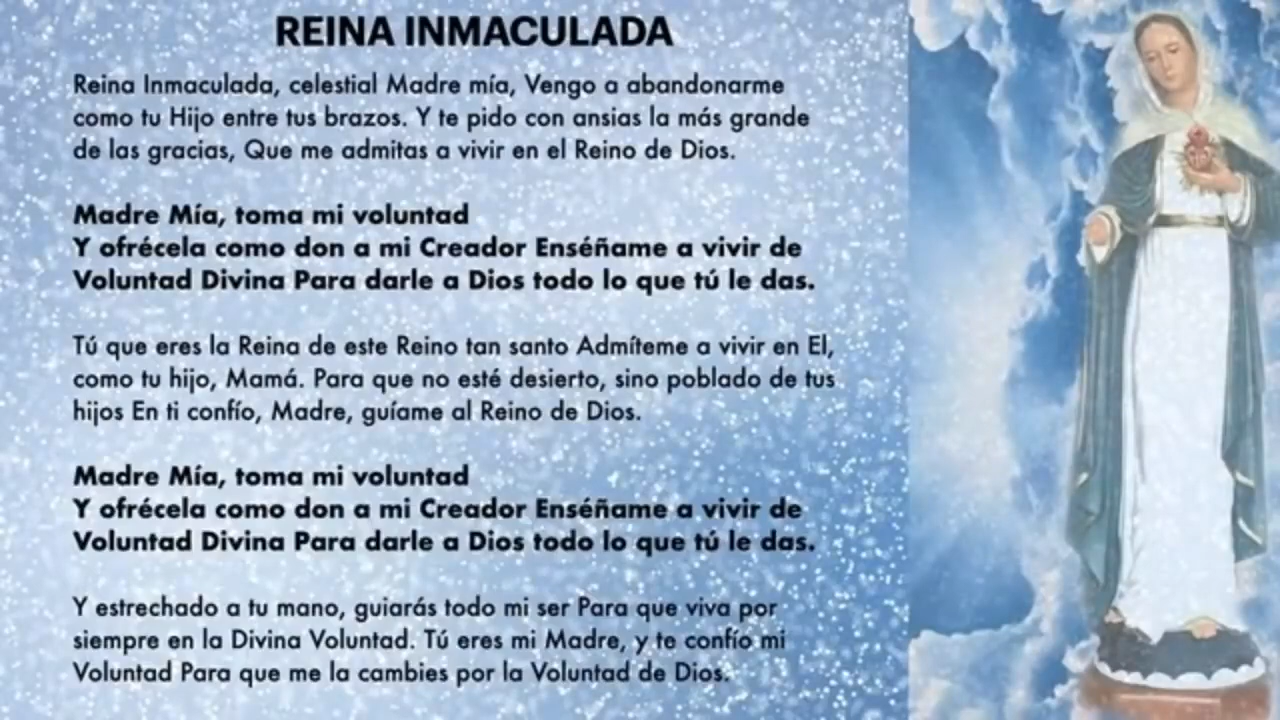 REINA INMACULADA
Reina Inmaculada, celestial Madre mía, Vengo a abandonarme
como tu Hijo entre tus brazos. Y te pido con ansias la más grande
de las gracias, Que me admitas a vivir en el Reino de Dios.
Madre Mía, toma mi voluntad
Y ofrécela como don a mi Creador Enséñame a vivir de
Voluntad Divina Para darle a Dios todo lo que tú le das.
Tú que eres la Reina de este Reino tan santo Admíteme a vivir en El,
como tu hijo, Mamá. Para que no esté desierto, sino poblado de tus
hijos En ti confío, Madre, guíame al Reino de Dios.
Madre Mía, toma mi voluntad
Y ofrécela como don a mi Creador Enséñame a vivir de
Voluntad Divina Para darle a Dios todo lo que tú le das.
Y estrechado a tu mano, guiarás todo mi ser Para que viva por
siempre en la Divina Voluntad. Tú eres mi Madre, y te confío mi
Voluntad Para que me la cambies por la Voluntad de Dios.